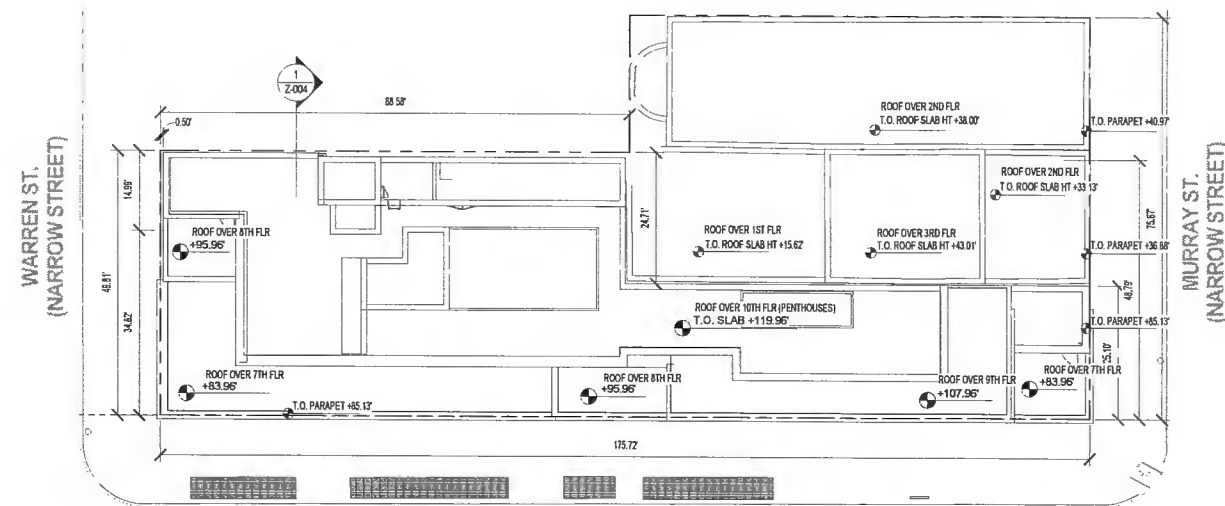 WARREN ST.
(NARROW STREET)
1
Z-004
88.58'
0.50'
14.99'
49.81'
34.62'
ROOF OVER 8TH FLR
+95.96'
ROOF OVER 7TH FLR
+83.96'
T.O. PARAPET +85.13'
ROOF OVER 8TH FLR
+95.96'
ROOF OVER 10TH FLR (PENTHOUSES)
T.O. SLAB +119.96'
24.71'
ROOF OVER 1ST FLR
T.O. ROOF SLAB HT +15.62'
ROOF OVER 3RD FLR
T.O. ROOF SLAB HT +43.01'
ROOF OVER 2ND FLR
T.O. ROOF SLAB HT +38.00'
ROOF OVER 2ND FLR
T.O. ROOF SLAB HT +33.13'
T.O. PARAPET +40.97'
T.O. PARAPET +36.68'
T.O. PARAPET +85.13'
ROOF OVER 9TH FLR
+107.96'
ROOF OVER 7TH FLR
+83.96'
25.10'
48.79'
75.67'
175.72'
MURRAY ST.
(NARROW STREET)